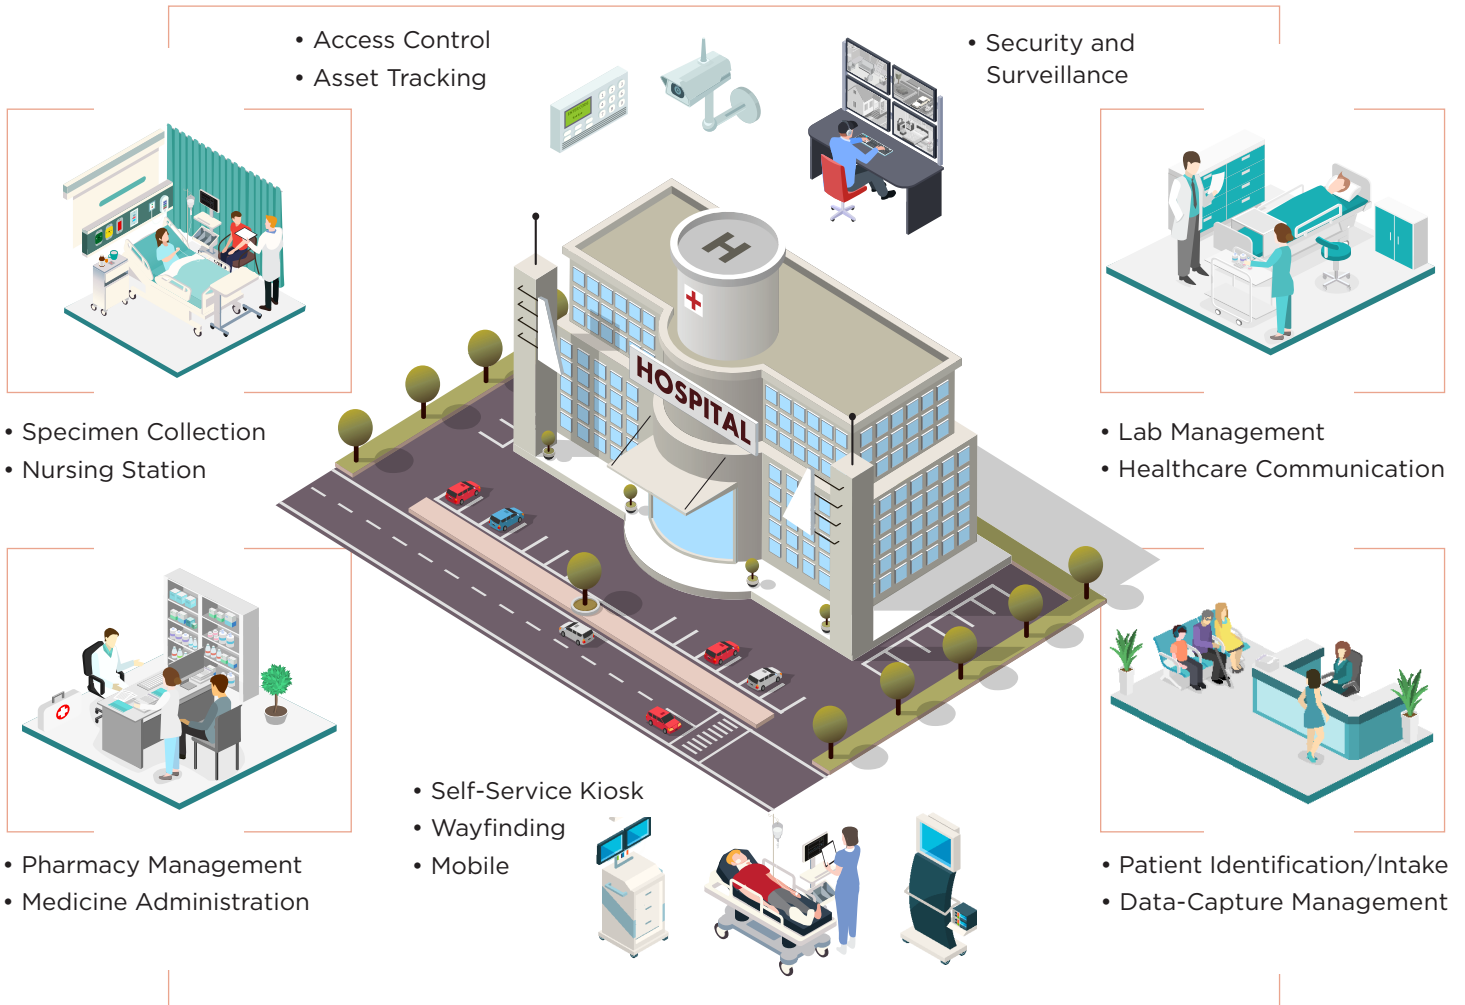 • Access Control
• Asset Tracking
• Security and
Surveillance
H
HOSPITAL
• Specimen Collection
• Nursing Station
• Lab Management
• Healthcare Communication
• Self-Service Kiosk
• Wayfinding
• Mobile
• Pharmacy Management
• Medicine Administration
• Patient Identification/Intake
• Data-Capture Management